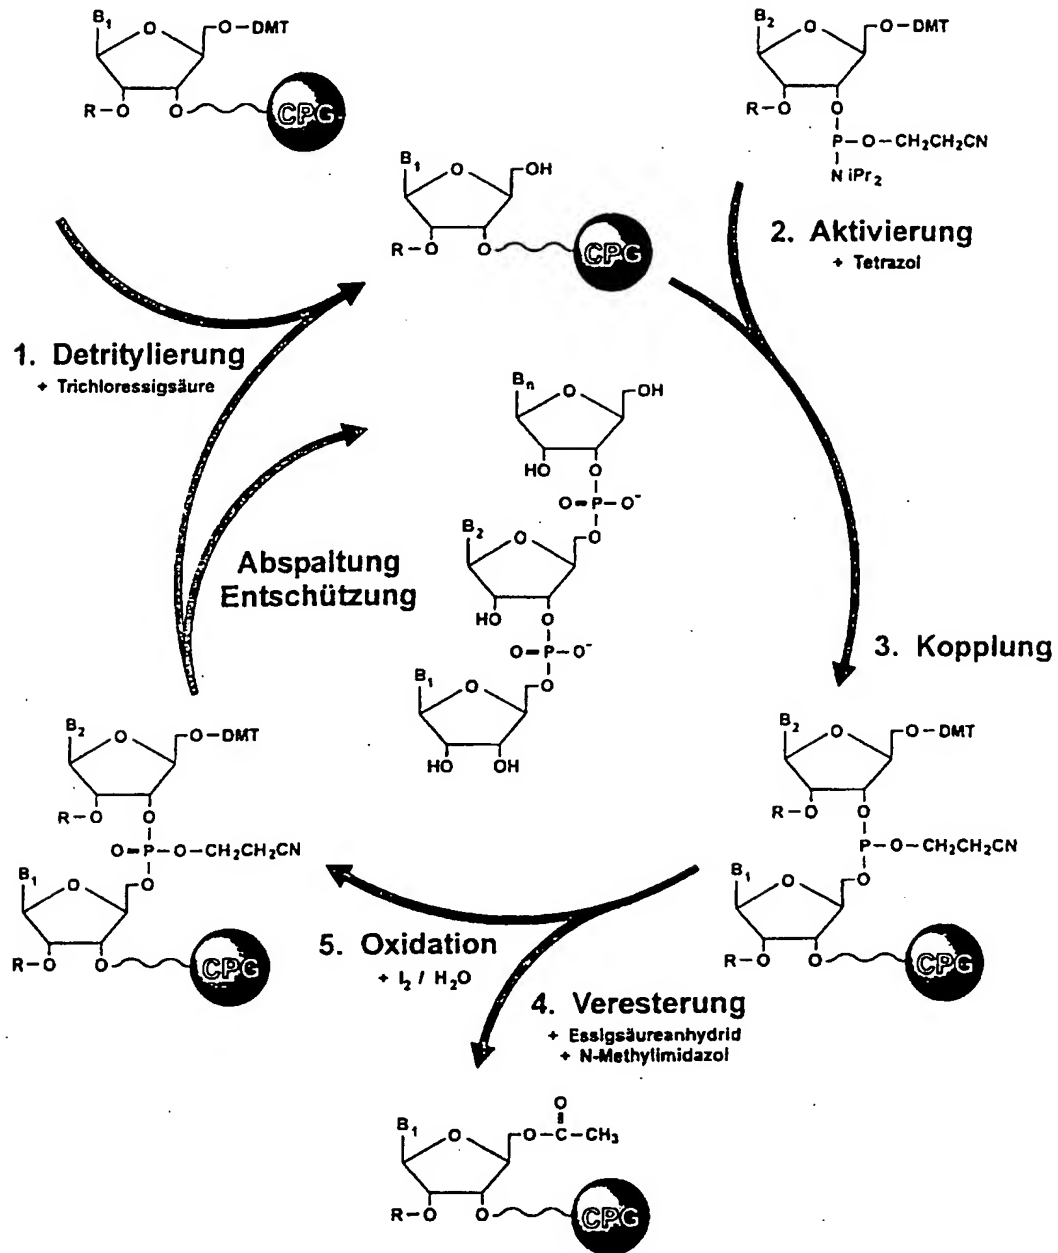 B1 O O-DMT
R-O O CPG
B2 O O-DMT
R-O O
P-O-CH2CH2CN
N iPr2
B1 O OH
R-O O CPG
2. Aktivierung
+ Tetrazol
1. Detritylierung
+ Trichloressigsäure
Bn O OH
HO O
O=P-O-
B2 O O
HO O
O=P-O-
B1 O O
HO OH
Abspaltung
Entschützung
3. Kopplung
B2 O O-DMT
R-O O
O=P-O-CH2CH2CN
B1 O O
R-O O CPG
B2 O O-DMT
R-O O
P-O-CH2CH2CN
B1 O O
R-O O CPG
5. Oxidation
+ I2 / H2O
4. Veresterung
+ Essigsäureanhydrid
+ N-Methylimidazol
O
B1 O O-C-CH3
R-O O CPG